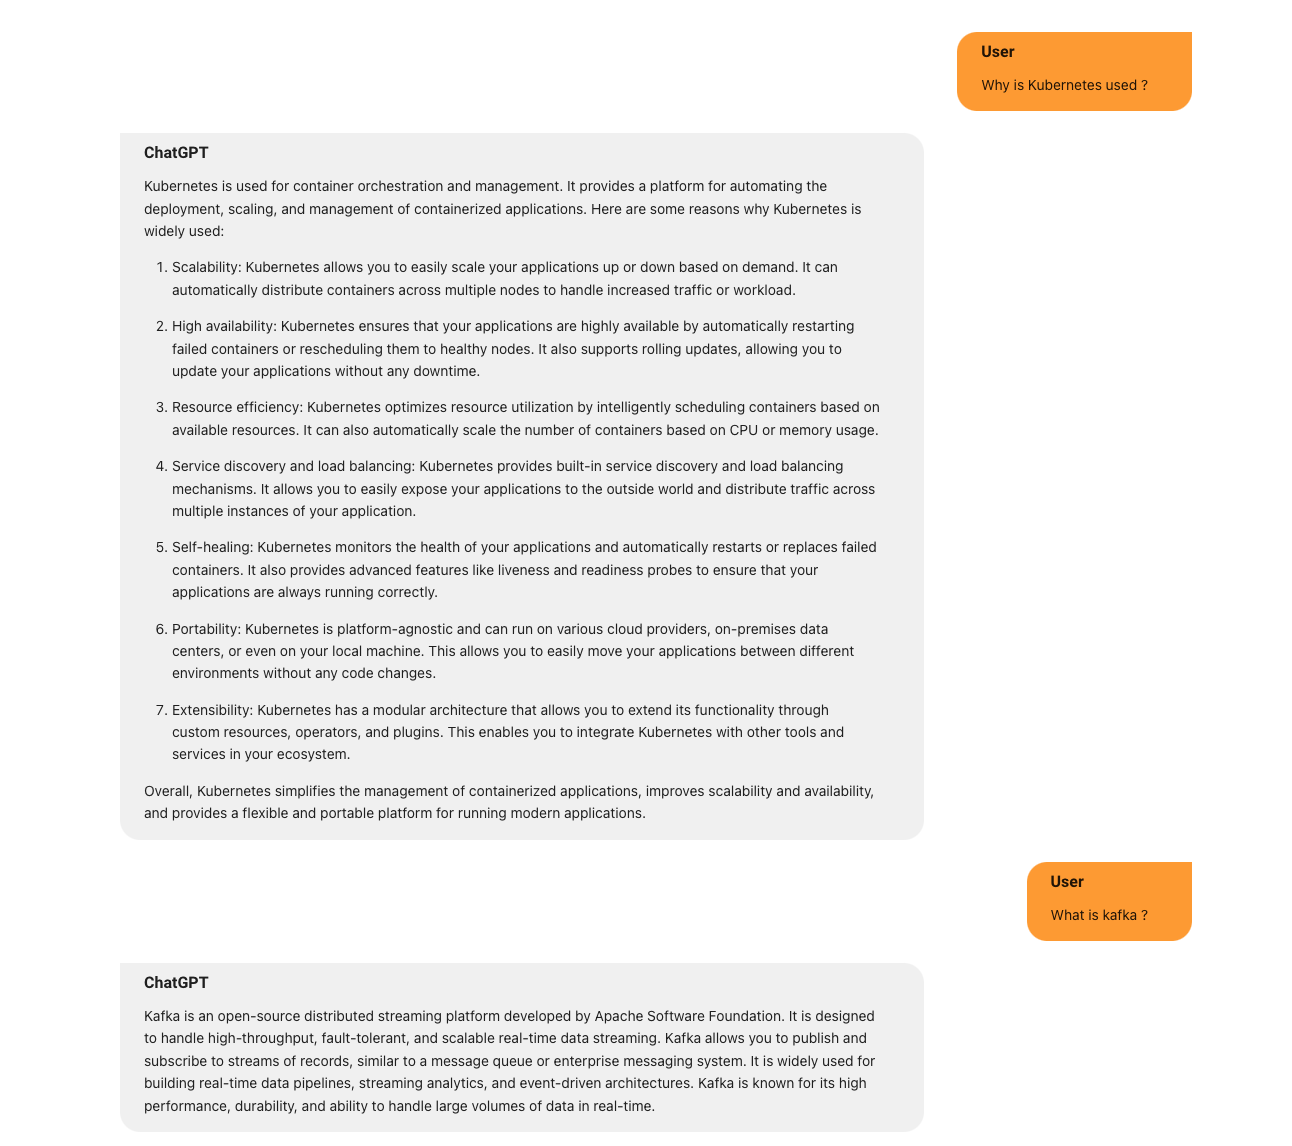 User
Why is Kubernetes used ?
ChatGPT
Kubernetes is used for container orchestration and management. It provides a platform for automating the
deployment, scaling, and management of containerized applications. Here are some reasons why Kubernetes is
widely used:
1. Scalability: Kubernetes allows you to easily scale your applications up or down based on demand. It can
automatically distribute containers across multiple nodes to handle increased traffic or workload.
2. High availability: Kubernetes ensures that your applications are highly available by automatically restarting
failed containers or rescheduling them to healthy nodes. It also supports rolling updates, allowing you to
update your applications without any downtime.
3. Resource efficiency: Kubernetes optimizes resource utilization by intelligently scheduling containers based on
available resources. It can also automatically scale the number of containers based on CPU or memory usage.
4. Service discovery and load balancing: Kubernetes provides built-in service discovery and load balancing
mechanisms. It allows you to easily expose your applications to the outside world and distribute traffic across
multiple instances of your application.
5. Self-healing: Kubernetes monitors the health of your applications and automatically restarts or replaces failed
containers. It also provides advanced features like liveness and readiness probes to ensure that your
applications are always running correctly.
6. Portability: Kubernetes is platform-agnostic and can run on various cloud providers, on-premises data
centers, or even on your local machine. This allows you to easily move your applications between different
environments without any code changes.
7. Extensibility: Kubernetes has a modular architecture that allows you to extend its functionality through
custom resources, operators, and plugins. This enables you to integrate Kubernetes with other tools and
services in your ecosystem.
Overall, Kubernetes simplifies the management of containerized applications, improves scalability and availability,
and provides a flexible and portable platform for running modern applications.
User
What is kafka ?
ChatGPT
Kafka is an open-source distributed streaming platform developed by Apache Software Foundation. It is designed
to handle high-throughput, fault-tolerant, and scalable real-time data streaming. Kafka allows you to publish and
subscribe to streams of records, similar to a message queue or enterprise messaging system. It is widely used for
building real-time data pipelines, streaming analytics, and event-driven architectures. Kafka is known for its high
performance, durability, and ability to handle large volumes of data in real-time.